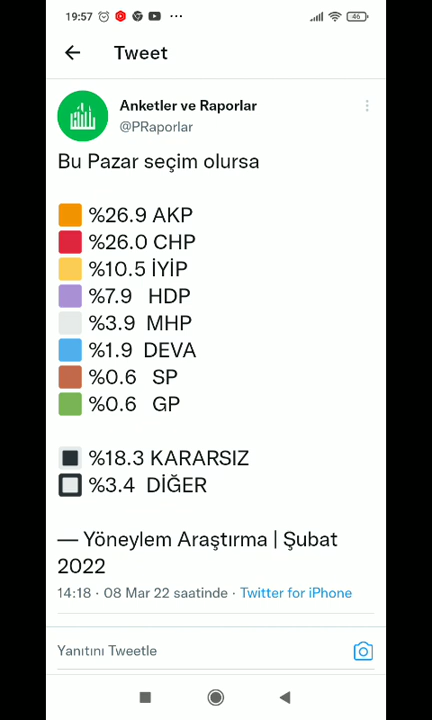 19:57
46
Tweet
Anketler ve Raporlar
@PRaporlar
Bu Pazar seçim olursa
%26.9 AKP
%26.0 CHP
%10.5 İYİP
%7.9 HDP
%3.9 MHP
%1.9 DEVA
%0.6 SP
%0.6 GP
%18.3 KARARSIZ
%3.4 DİĞER
— Yöneylem Araştırma | Şubat
2022
14:18 · 08 Mar 22 saatinde · Twitter for iPhone
Yanıtını Tweetle